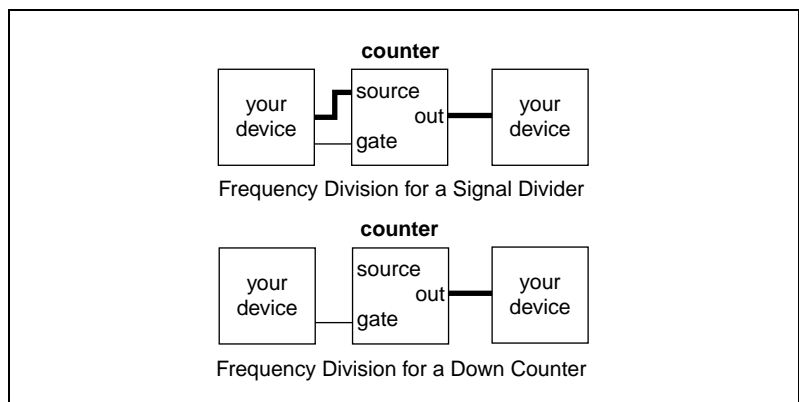 counter
your
device
source
out
gate
your
device
Frequency Division for a Signal Divider
counter
your
device
source
out
gate
your
device
Frequency Division for a Down Counter